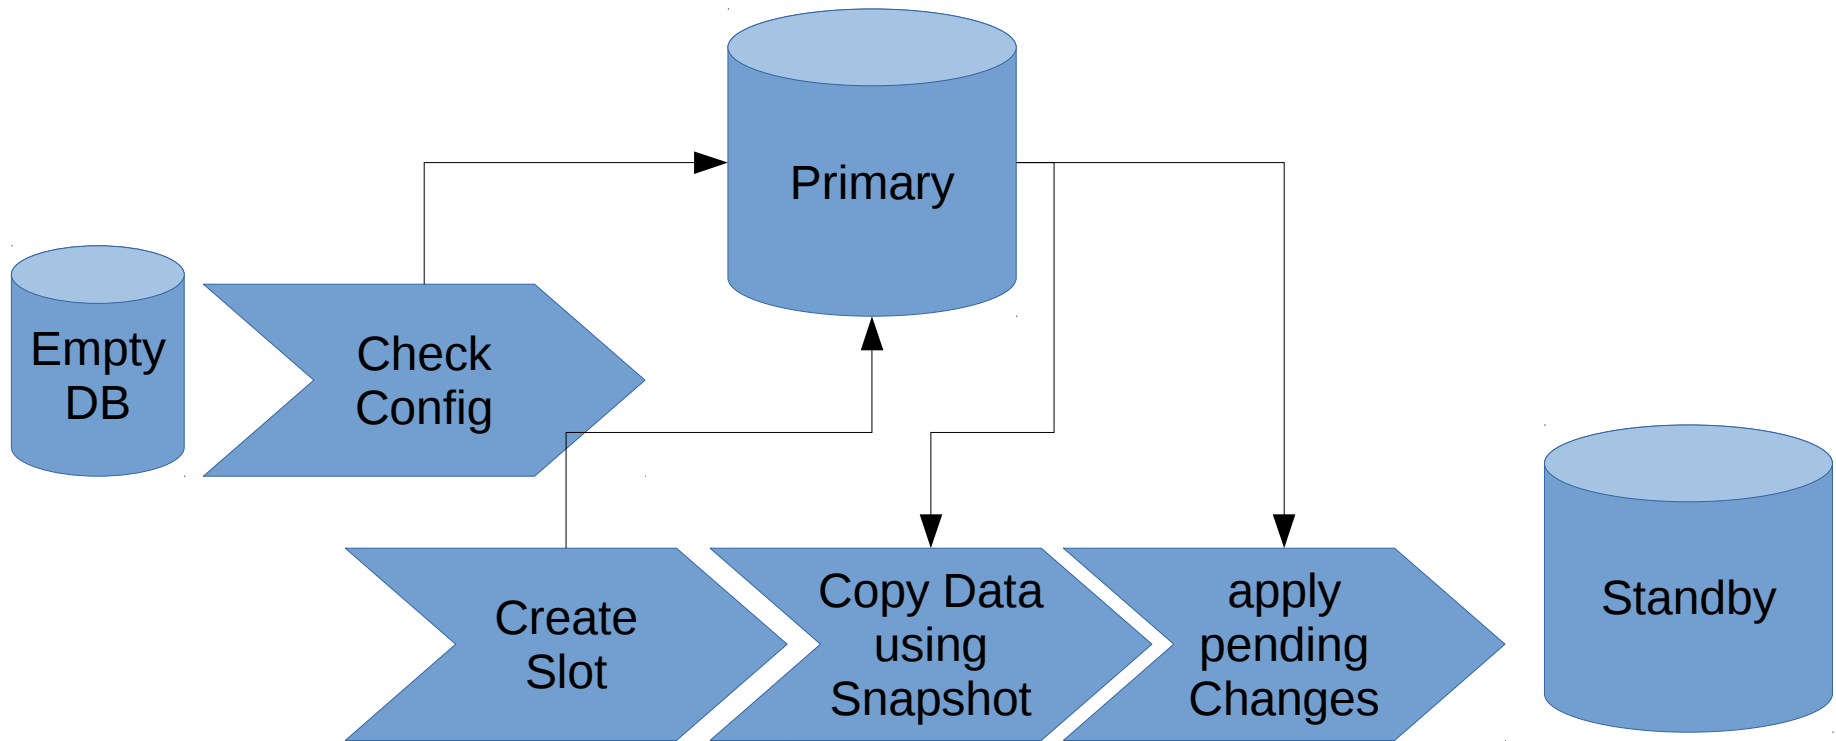 Primary
Empty
DB
Check
Config
Create
Slot
Copy Data
using
Snapshot
apply
pending
Changes
Standby